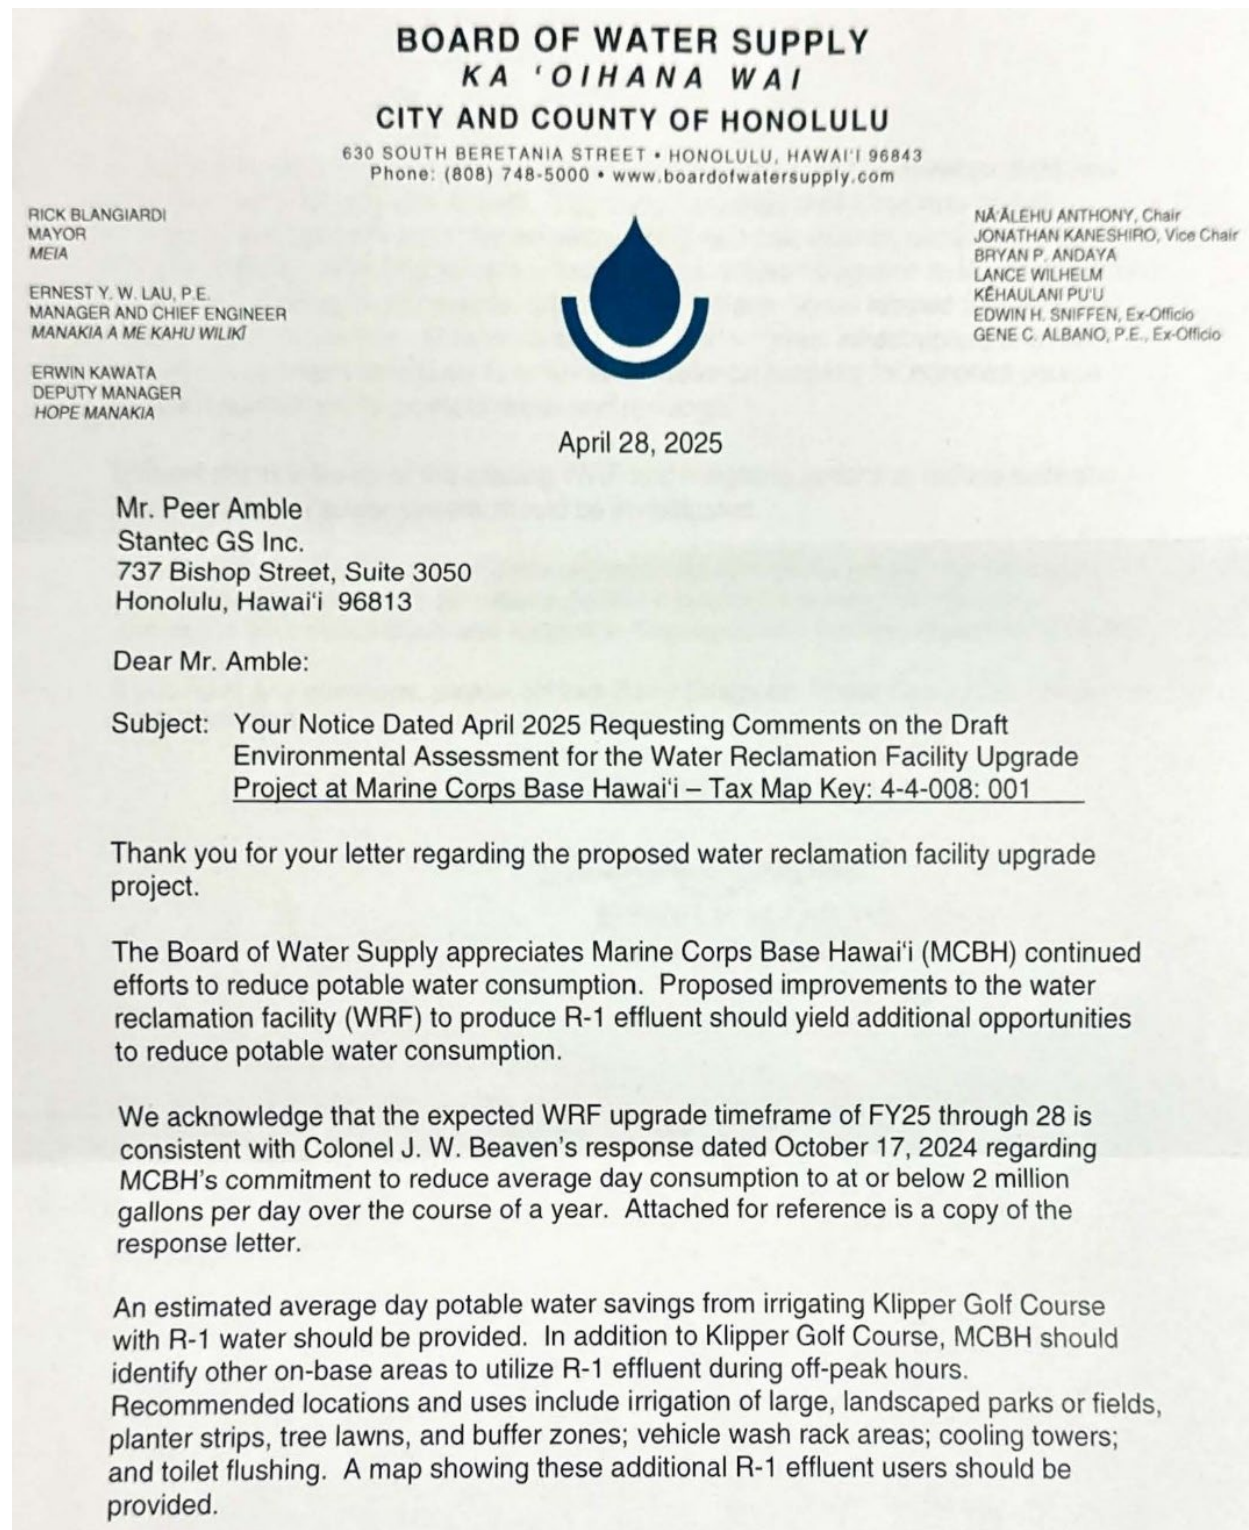 BOARD OF WATER SUPPLY
KA ʻOIHANA WAI
CITY AND COUNTY OF HONOLULU
630 SOUTH BERETANIA STREET • HONOLULU, HAWAIʻI 96843
Phone: (808) 748-5000 • www.boardofwatersupply.com
RICK BLANGIARDI
MAYOR
MEIA
ERNEST Y. W. LAU, P.E.
MANAGER AND CHIEF ENGINEER
MANAKIA A ME KAHU WILIKĪ
ERWIN KAWATA
DEPUTY MANAGER
HOPE MANAKIA
NĀʻĀLEHU ANTHONY, Chair
JONATHAN KANESHIRO, Vice Chair
BRYAN P. ANDAYA
LANCE WILHELM
KĒHAULANI PUʻU
EDWIN H. SNIFFEN, Ex-Officio
GENE C. ALBANO, P.E., Ex-Officio
April 28, 2025
Mr. Peer Amble
Stantec GS Inc.
737 Bishop Street, Suite 3050
Honolulu, Hawaiʻi 96813
Dear Mr. Amble:
Subject: Your Notice Dated April 2025 Requesting Comments on the Draft
Environmental Assessment for the Water Reclamation Facility Upgrade
Project at Marine Corps Base Hawaiʻi – Tax Map Key: 4-4-008: 001
Thank you for your letter regarding the proposed water reclamation facility upgrade
project.
The Board of Water Supply appreciates Marine Corps Base Hawaiʻi (MCBH) continued
efforts to reduce potable water consumption. Proposed improvements to the water
reclamation facility (WRF) to produce R-1 effluent should yield additional opportunities
to reduce potable water consumption.
We acknowledge that the expected WRF upgrade timeframe of FY25 through 28 is
consistent with Colonel J. W. Beaven's response dated October 17, 2024 regarding
MCBH's commitment to reduce average day consumption to at or below 2 million
gallons per day over the course of a year. Attached for reference is a copy of the
response letter.
An estimated average day potable water savings from irrigating Klipper Golf Course
with R-1 water should be provided. In addition to Klipper Golf Course, MCBH should
identify other on-base areas to utilize R-1 effluent during off-peak hours.
Recommended locations and uses include irrigation of large, landscaped parks or fields,
planter strips, tree lawns, and buffer zones; vehicle wash rack areas; cooling towers;
and toilet flushing. A map showing these additional R-1 effluent users should be
provided.